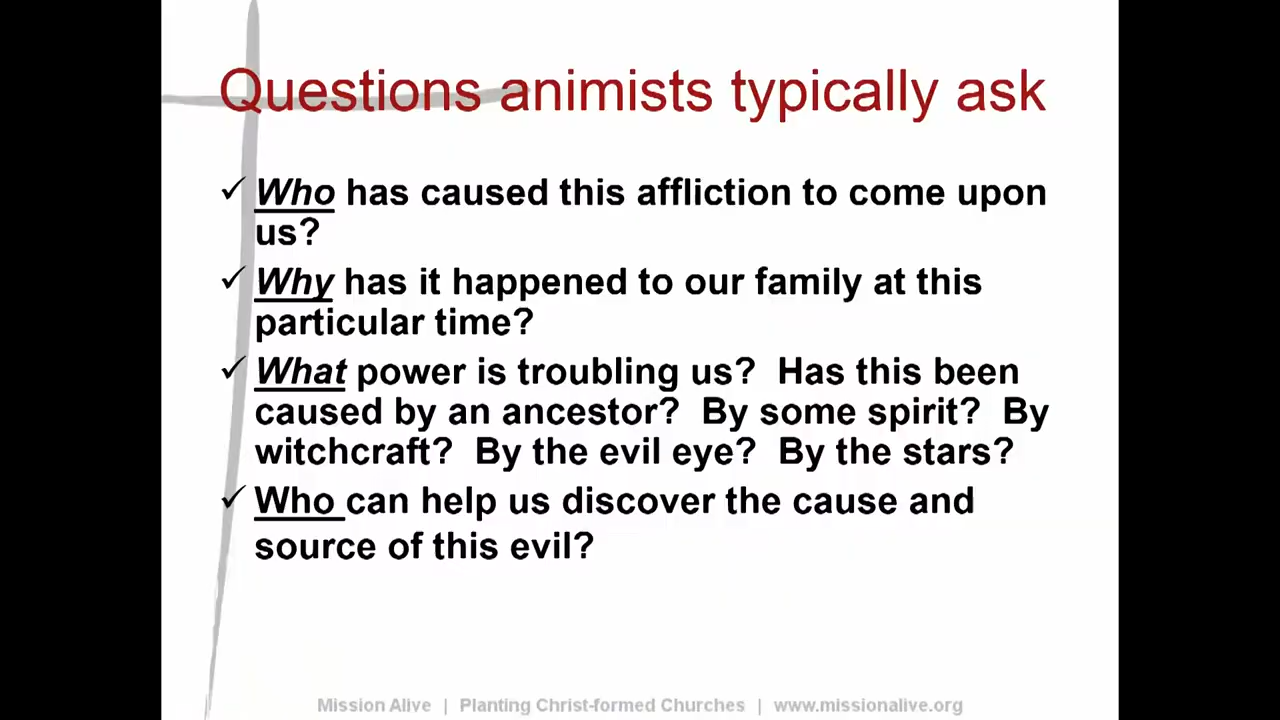 Questions animists typically ask
✓ Who has caused this affliction to come upon
us?
✓ Why has it happened to our family at this
particular time?
✓ What power is troubling us? Has this been
caused by an ancestor? By some spirit? By
witchcraft? By the evil eye? By the stars?
✓ Who can help us discover the cause and
source of this evil?
Mission Alive | Planting Christ-formed Churches | www.missionalive.org